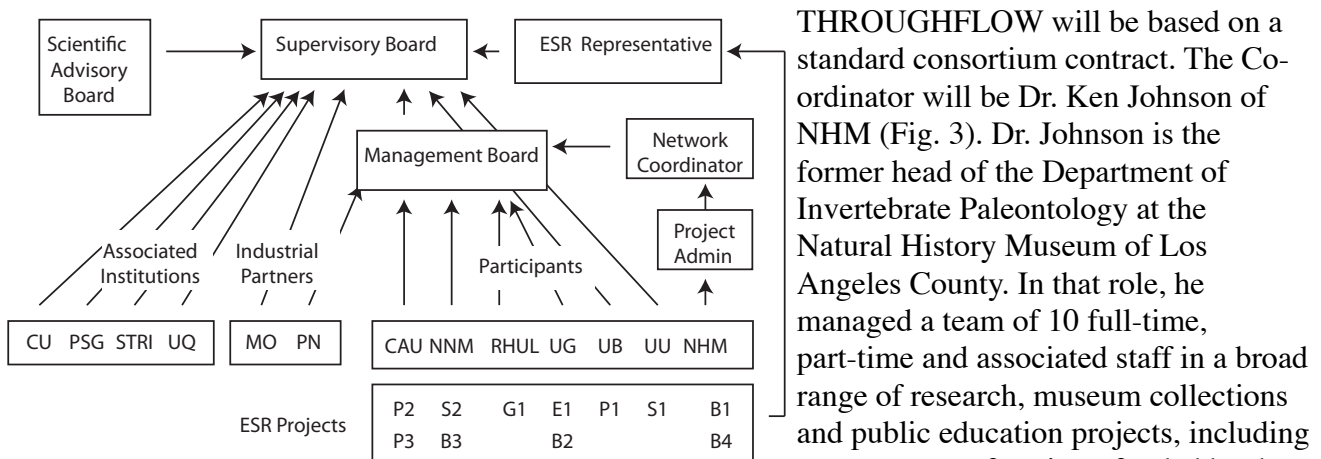 Scientific
Advisory
Board
Supervisory Board
ESR Representative
Management Board
Network
Coordinator
Project
Admin
Associated
Institutions
Industrial
Partners
Participants
CU PSG STRI UQ
MO PN
CAU NNM RHUL UG UB UU NHM
ESR Projects
P2 S2 G1 E1 P1 S1 B1
P3 B3 B2 B4
THROUGHFLOW will be based on a
standard consortium contract. The Co-
ordinator will be Dr. Ken Johnson of
NHM (Fig. 3). Dr. Johnson is the
former head of the Department of
Invertebrate Paleontology at the
Natural History Museum of Los
Angeles County. In that role, he
managed a team of 10 full-time,
part-time and associated staff in a broad
range of research, museum collections
and public education projects, including